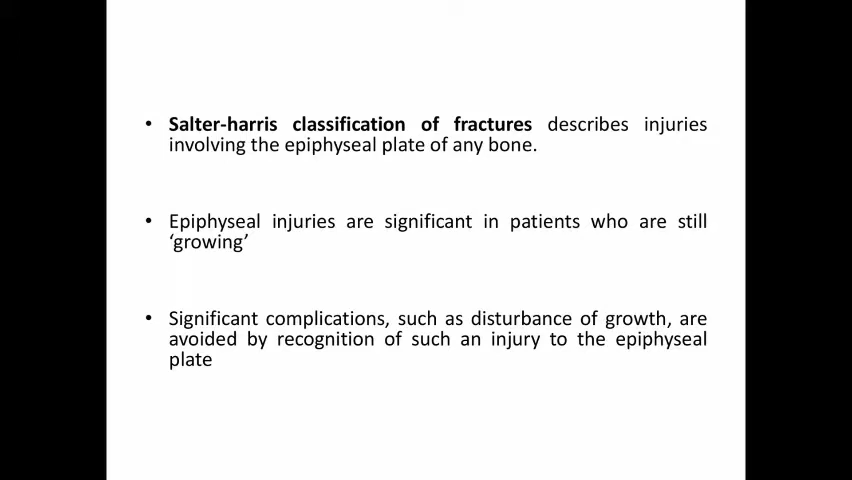 • Salter-harris classification of fractures describes injuries
involving the epiphyseal plate of any bone.
• Epiphyseal injuries are significant in patients who are still
‘growing’
• Significant complications, such as disturbance of growth, are
avoided by recognition of such an injury to the epiphyseal
plate